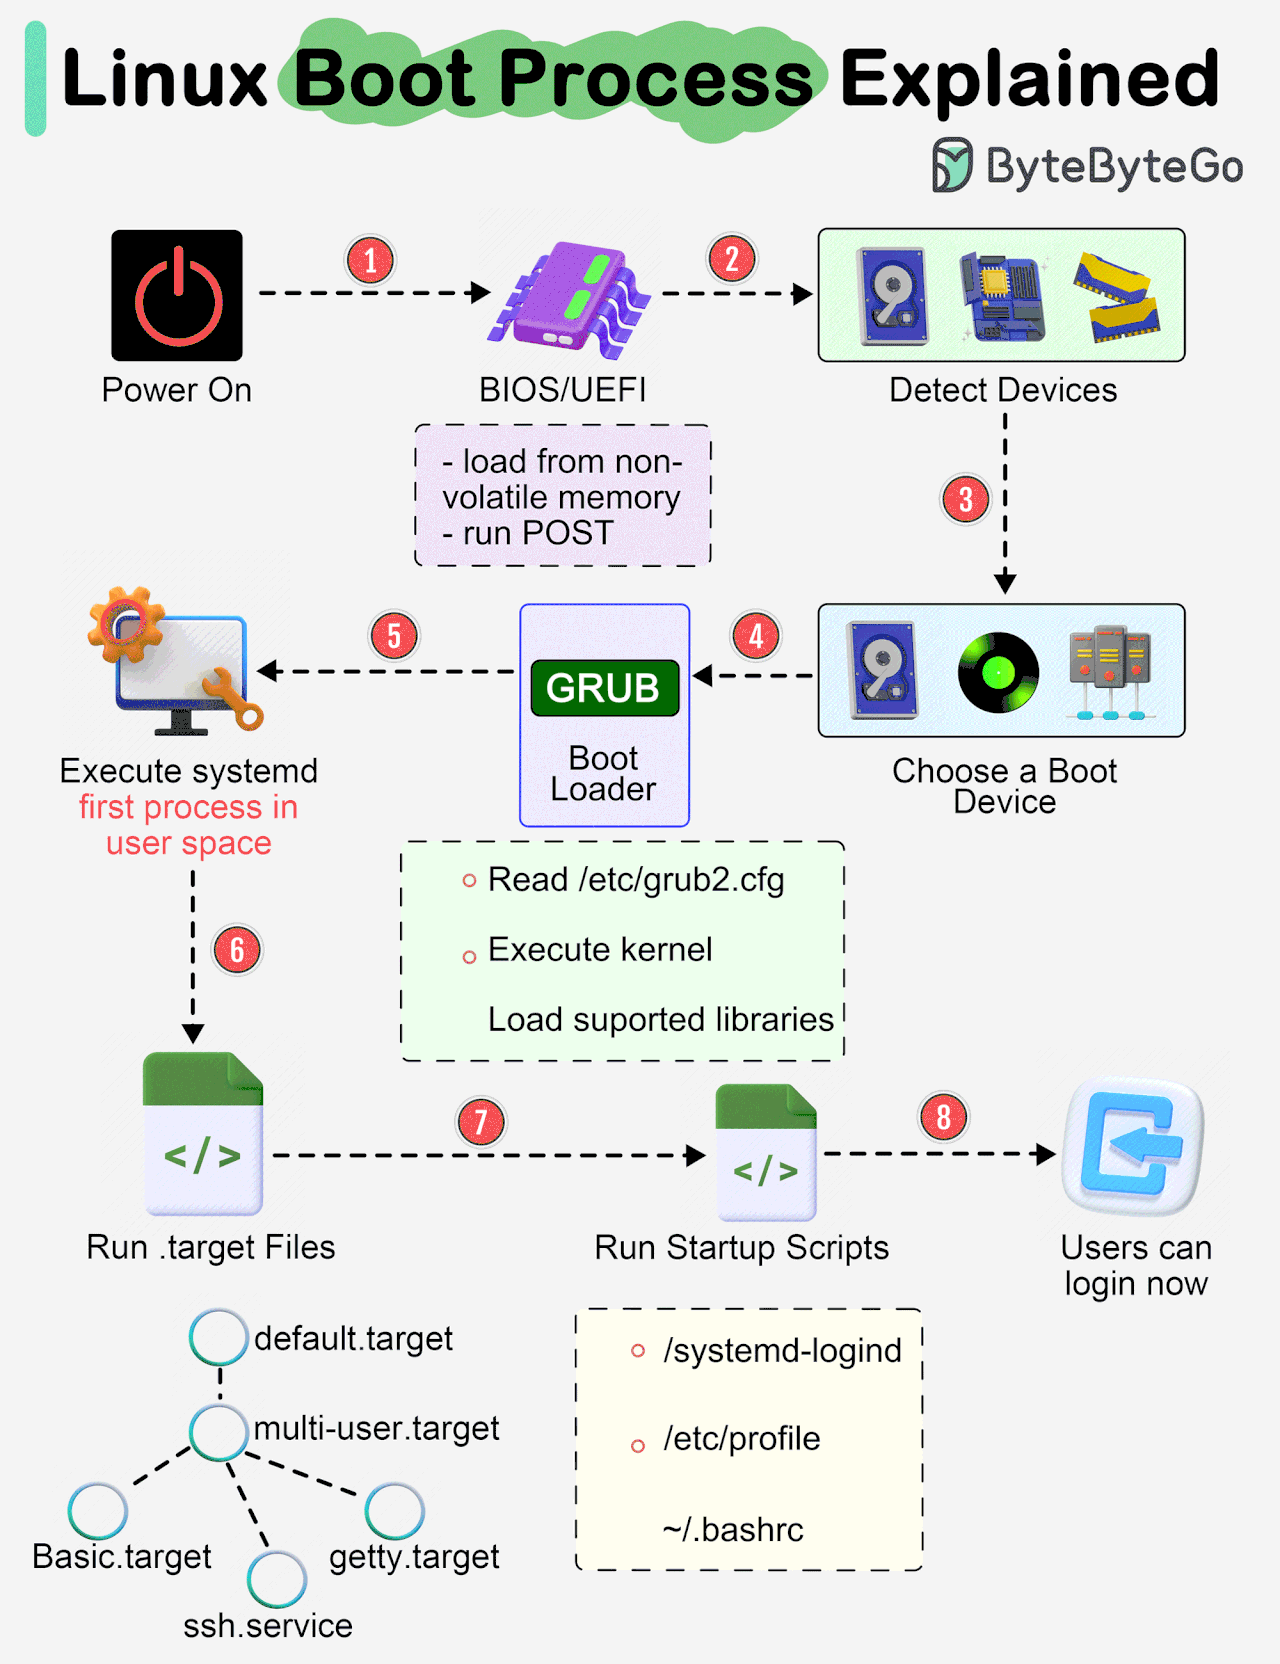 Linux Boot Process Explained
ByteByteGo
1
2
Power On
BIOS/UEFI
Detect Devices
- load from non-
volatile memory
- run POST
3
5
4
GRUB
Boot
Loader
Execute systemd
first process in
user space
Choose a Boot
Device
Read /etc/grub2.cfg
Execute kernel
Load suported libraries
6
7
8
</>
</>
Run .target Files
Run Startup Scripts
Users can
login now
default.target
multi-user.target
Basic.target
getty.target
ssh.service
/systemd-logind
/etc/profile
~/.bashrc